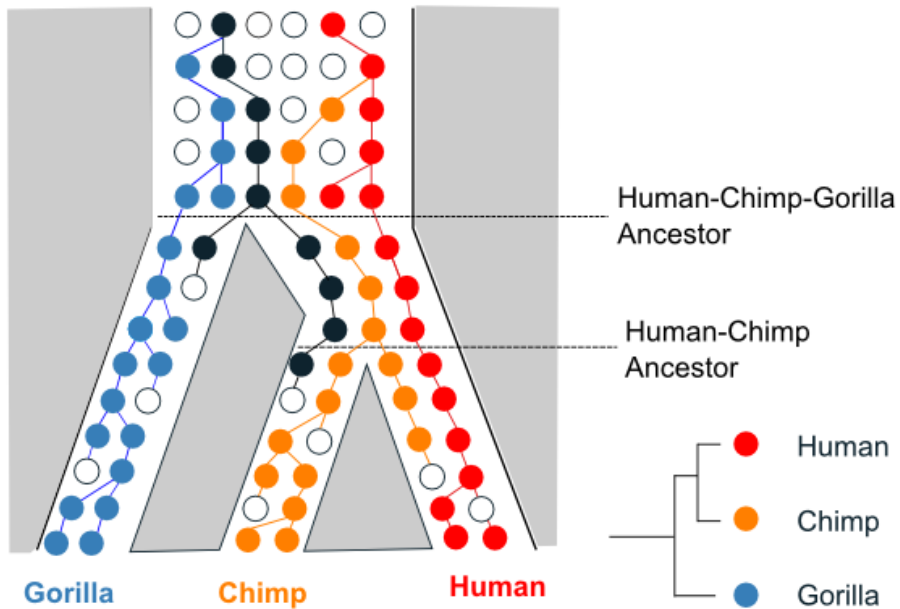 Human-Chimp-Gorilla
Ancestor
Human-Chimp
Ancestor
Human
Chimp
Gorilla
Gorilla
Chimp
Human